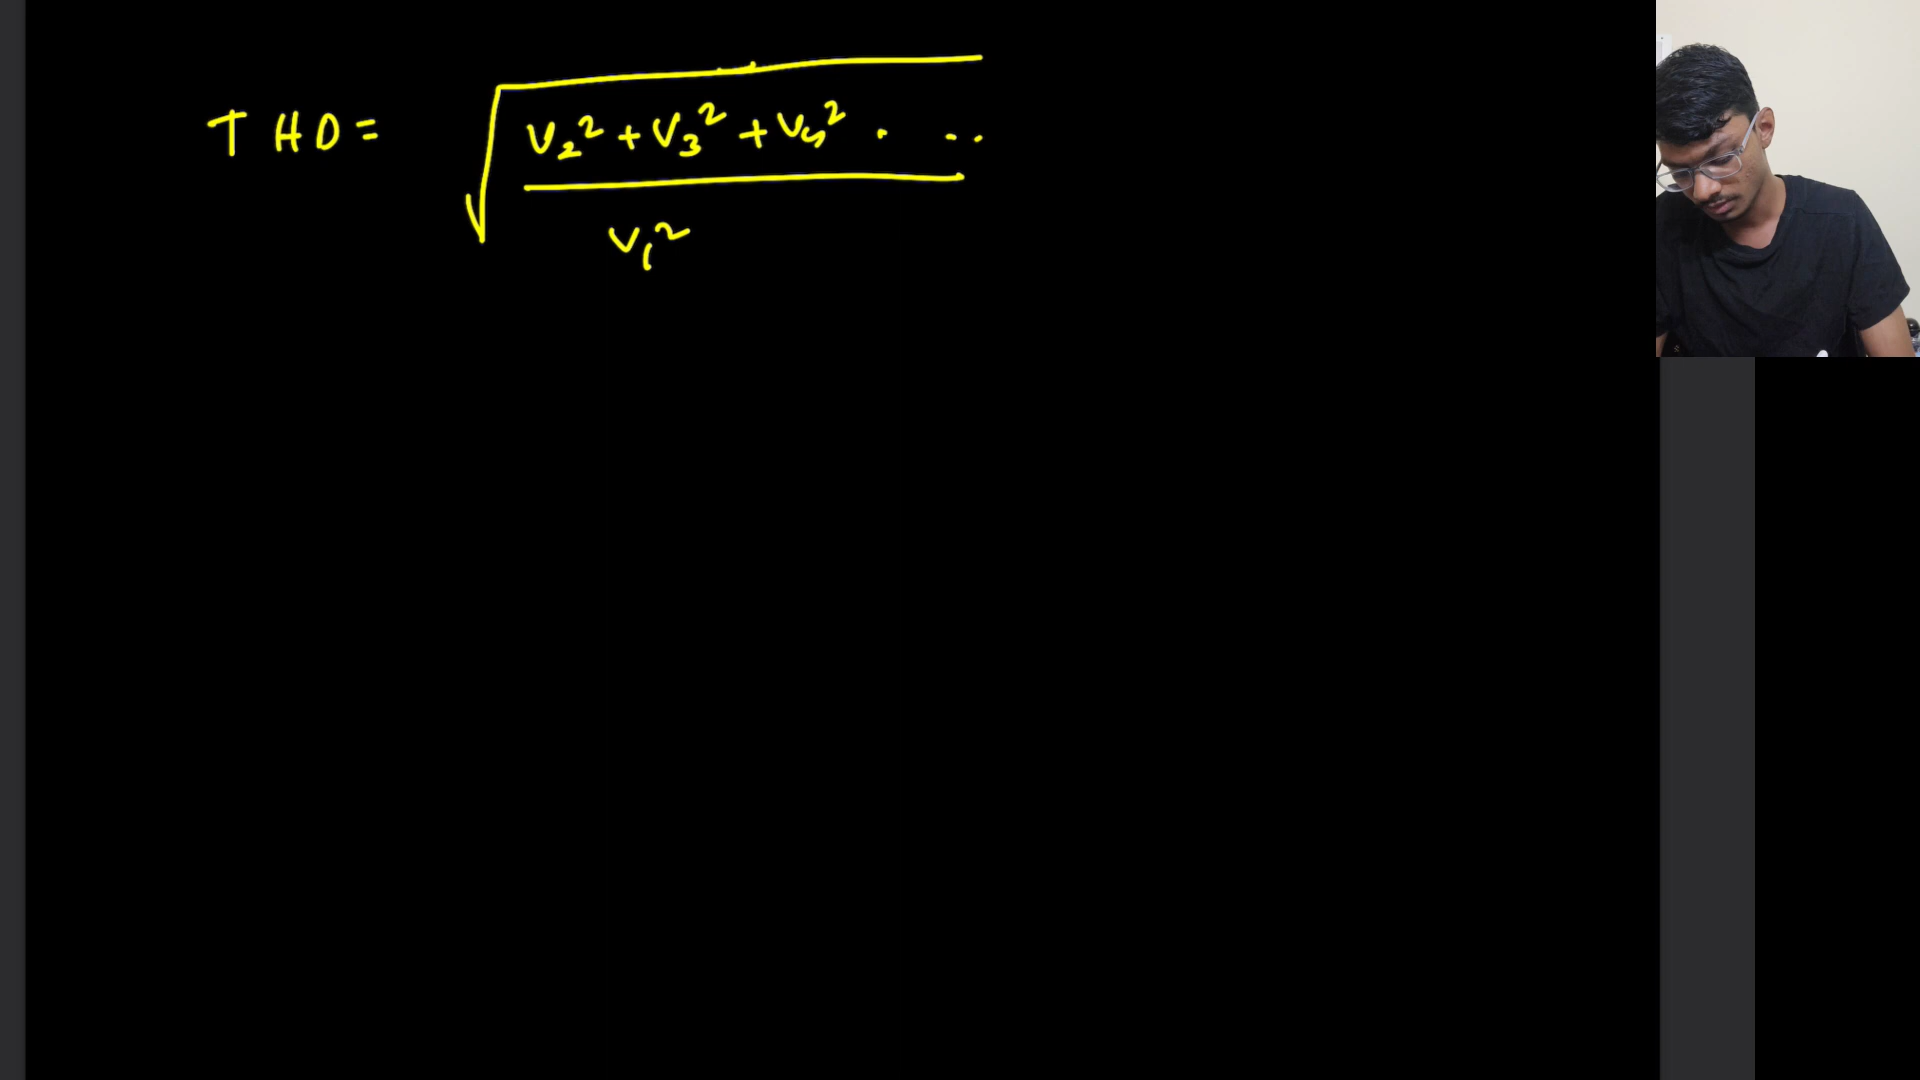 THD = √((V₂² + V₃² + V₄² . ..) / V₁²)